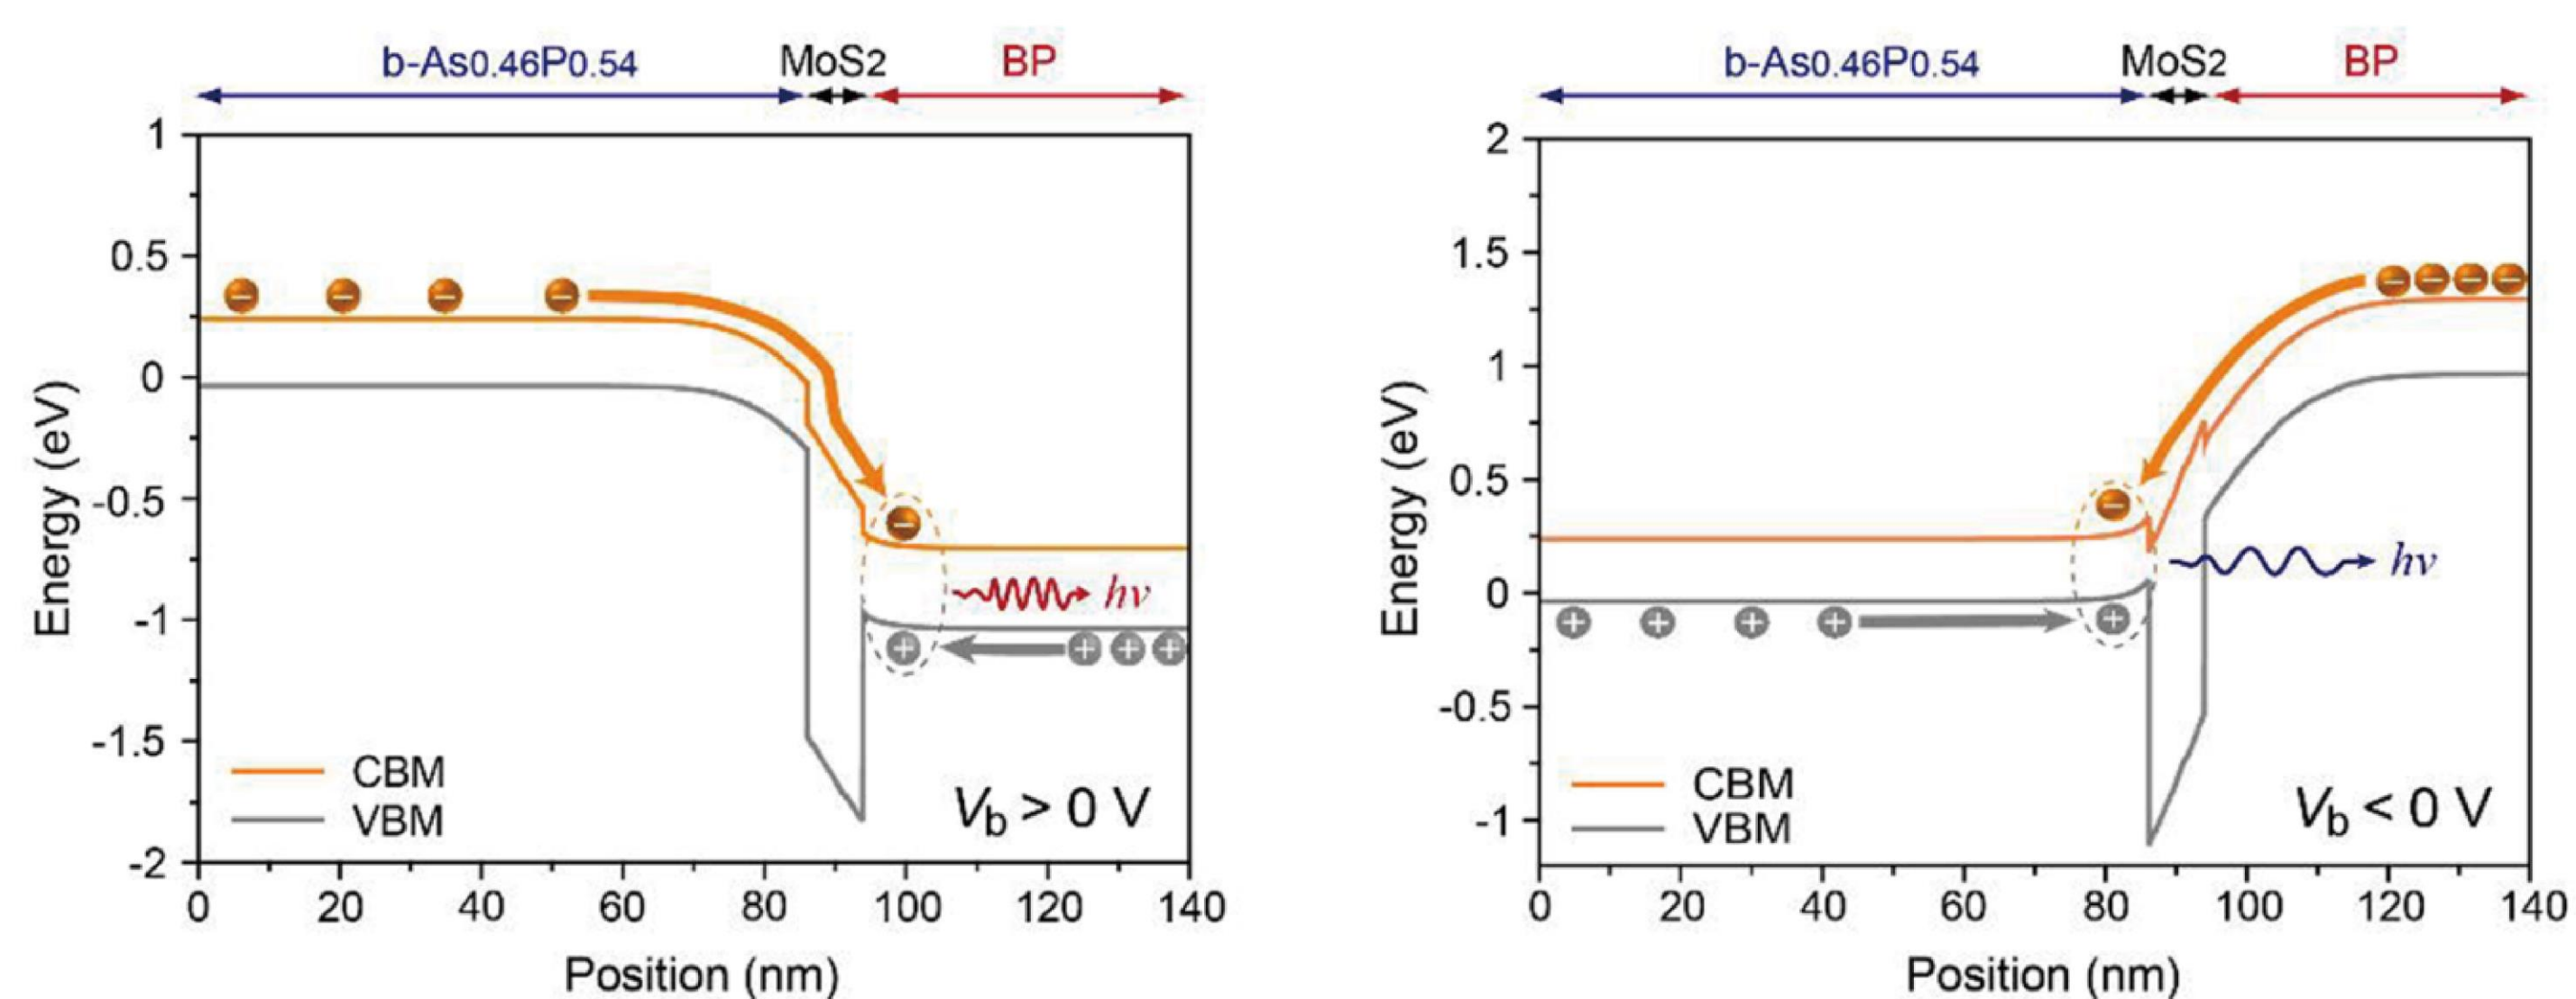 b-As0.46P0.54 MoS2 BP
1
0.5
0
-0.5
-1
-1.5
-2
Energy (eV)
hν
CBM
VBM
Vb > 0 V
0 20 40 60 80 100 120 140
Position (nm)
b-As0.46P0.54 MoS2 BP
2
1.5
1
0.5
0
-0.5
-1
Energy (eV)
hν
CBM
VBM
Vb < 0 V
0 20 40 60 80 100 120 140
Position (nm)